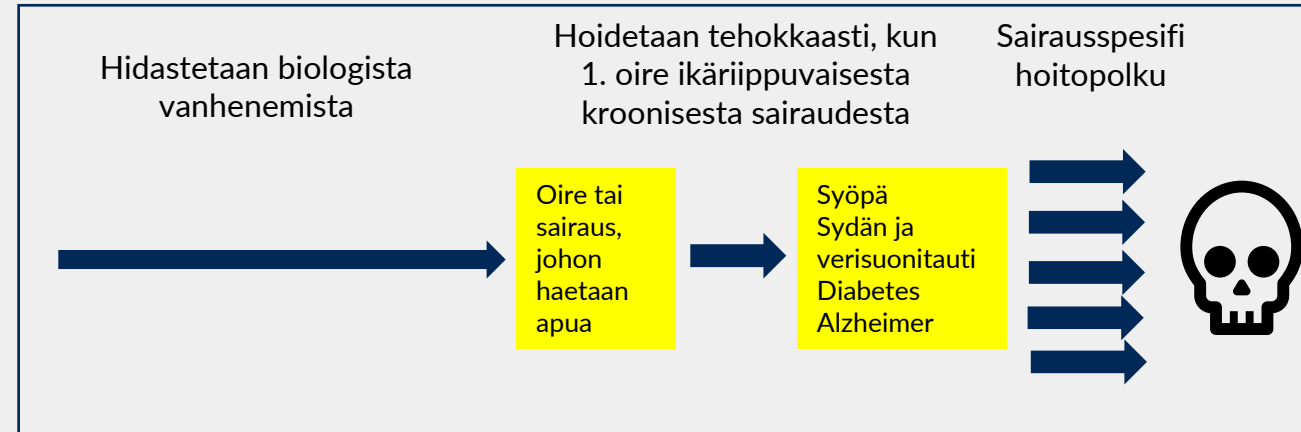 Hidastetaan biologista
vanhenemista
Hoidetaan tehokkaasti, kun
1. oire ikäriippuvaisesta
kroonisesta sairaudesta
Sairausspesifi
hoitopolku
Oire tai
sairaus,
johon
haetaan
apua
Syöpä
Sydän ja
verisuonitauti
Diabetes
Alzheimer